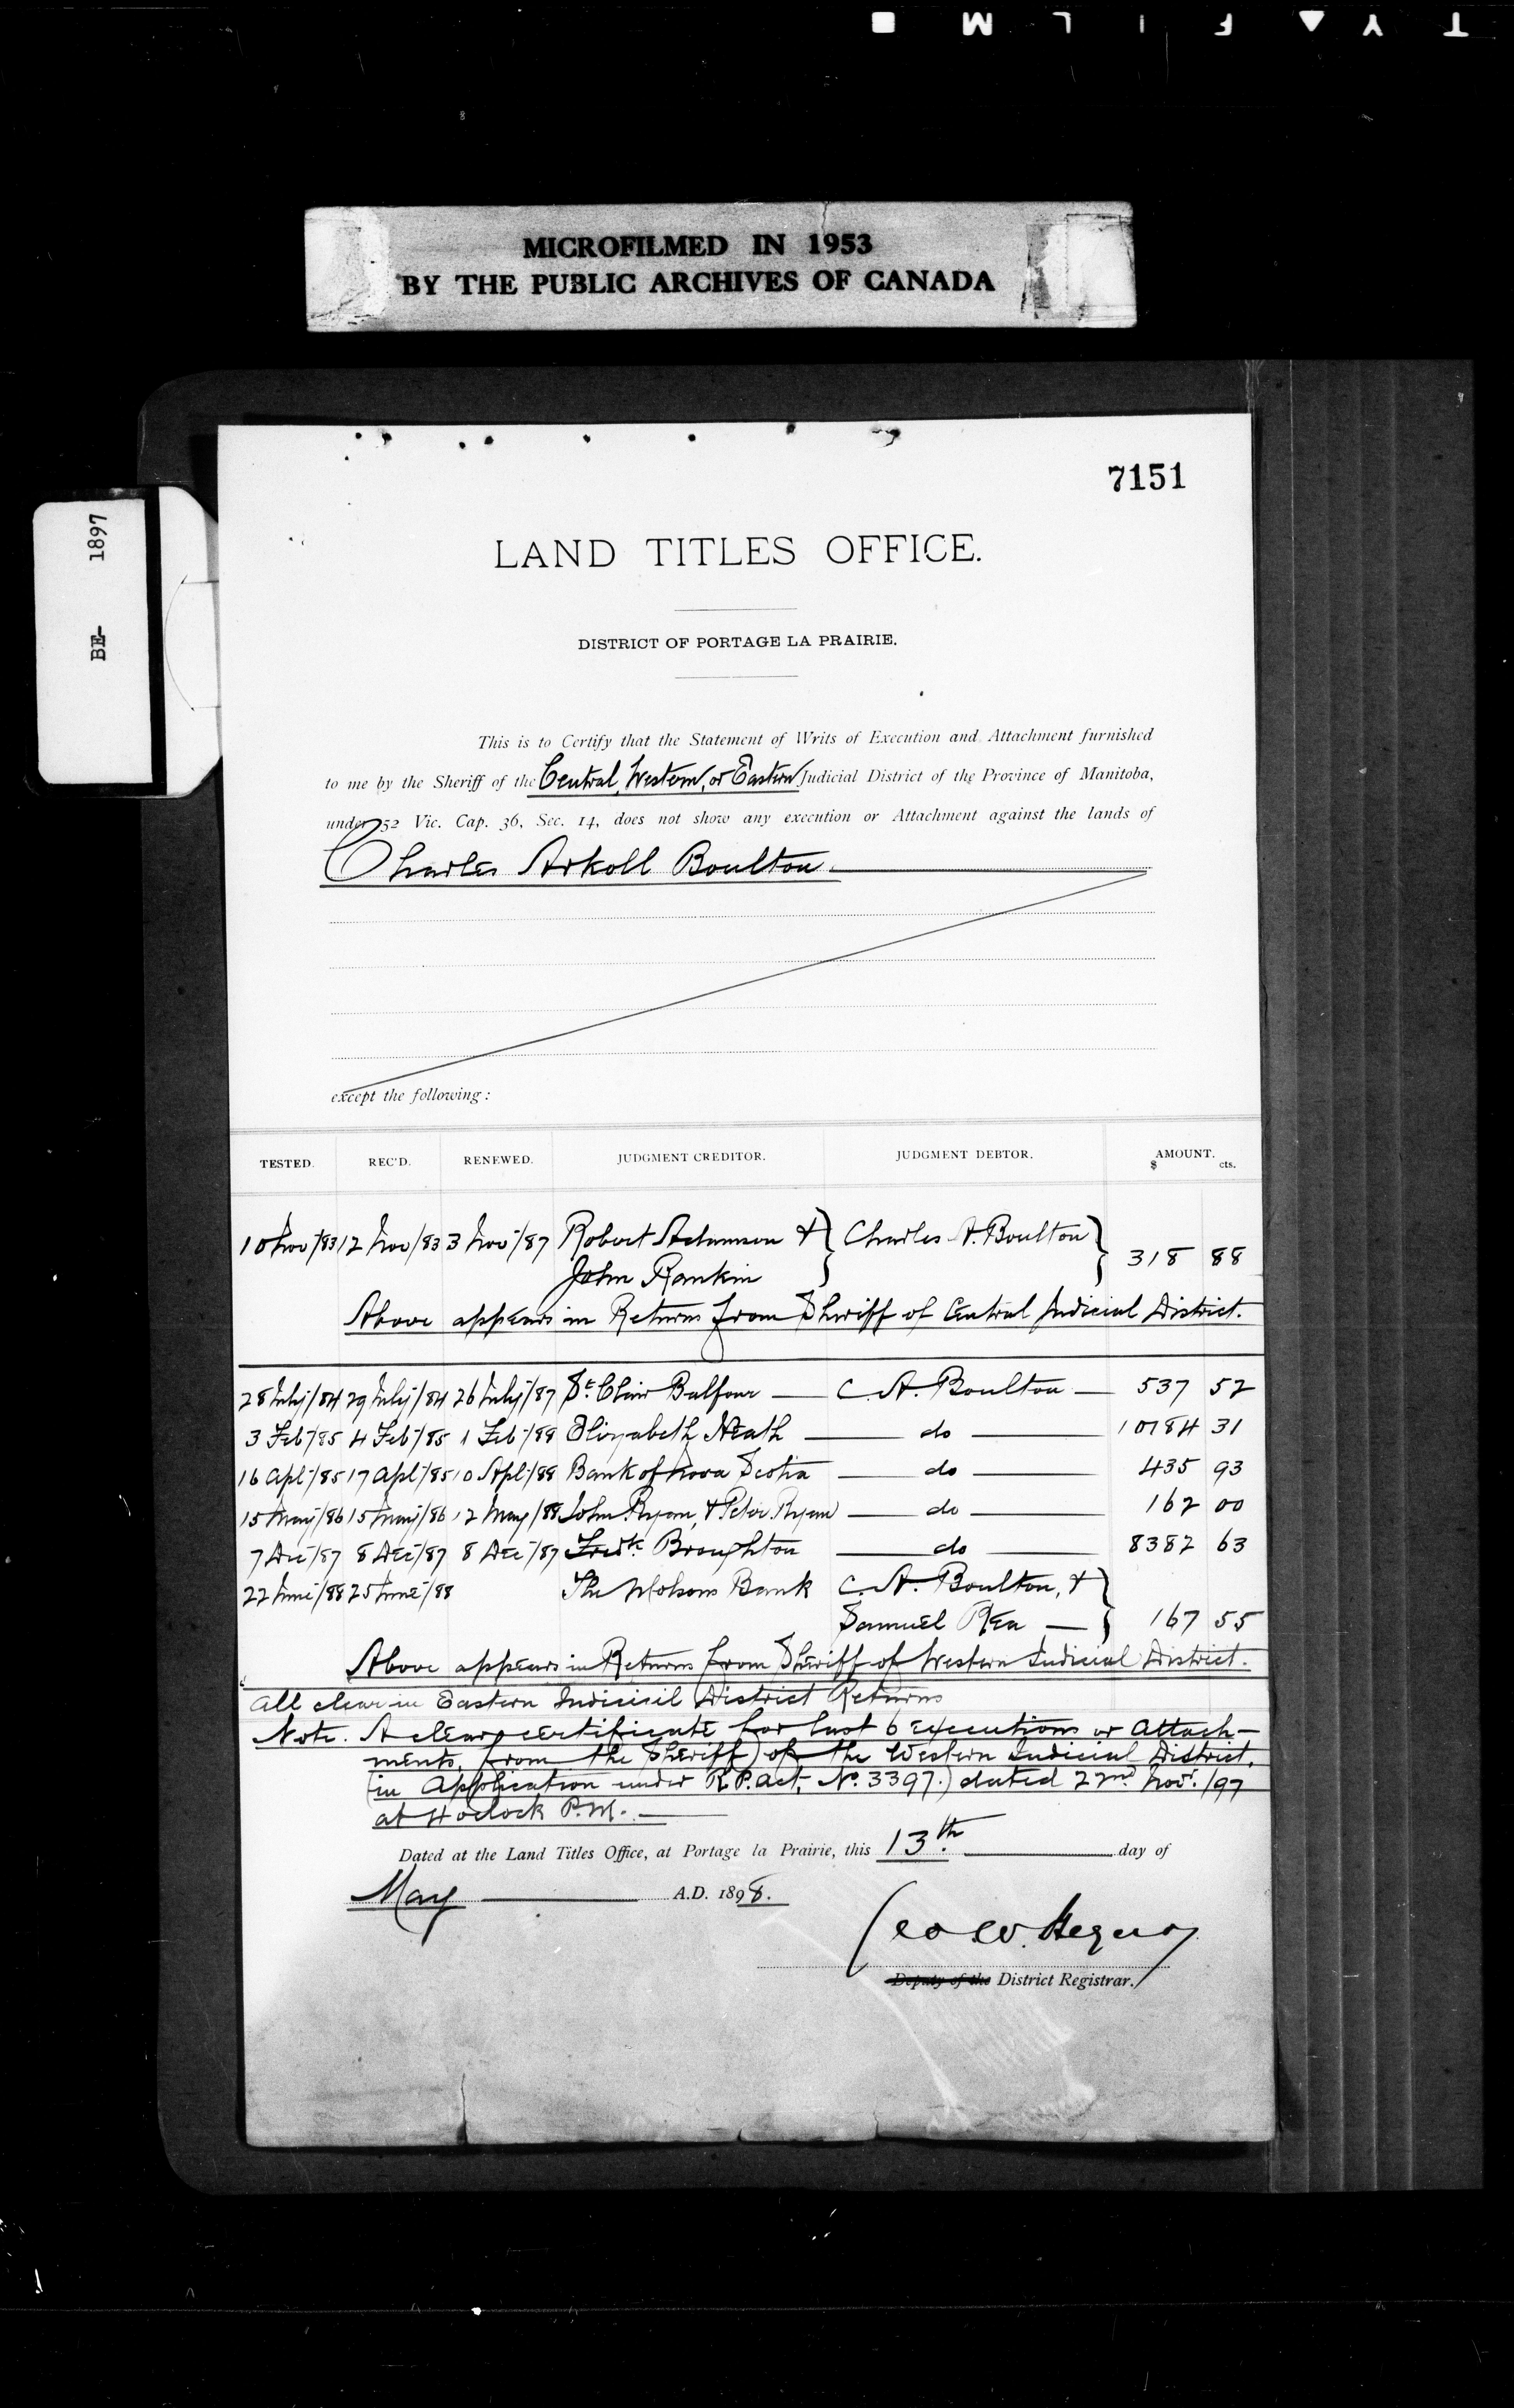 MICROFILMED IN 1953
BY THE PUBLIC ARCHIVES OF CANADA
BE- 1897
7151
LAND TITLES OFFICE.
DISTRICT OF PORTAGE LA PRAIRIE.
This is to Certify that the Statement of Writs of Execution and Attachment furnished
to me by the Sheriff of the Central, Western, or Eastern Judicial District of the Province of Manitoba,
under 52 Vic. Cap. 36, Sec. 14, does not show any execution or Attachment against the lands of
Charles Arkoll Boulton
except the following:
TESTED. REC'D. RENEWED. JUDGMENT CREDITOR. JUDGMENT DEBTOR. AMOUNT.
$ cts.
10 Nov/83 12 Nov/83 3 Nov/87 Robert Adamson & } Charles A. Boulton }
John Rankin 318 88
Above appears in Returns from Sheriff of Central Judicial District.
28 July/84 29 July/84 26 July/87 St. Clair Balfour — C. A. Boulton — 537 52
3 Feb/85 4 Feb/85 1 Feb/88 Elizabeth Heath — do — 10184 31
16 Apl/85 17 Apl/85 10 Apl/88 Bank of Nova Scotia — do — 435 93
15 May/86 15 May/86 12 May/88 John Ryan, & Peter Ryan — do — 162 00
7 Dec/87 8 Dec/87 8 Dec/87 Fredk. Broughton — do — 8382 63
22 June/88 25 June/88 The Molsons Bank C. A. Boulton, & }
Samuel Rea — } 167 55
Above appears in Returns from Sheriff of Western Judicial District.
All clear in Eastern Judicial District Returns
Note. A clear certificate for last 6 executions or Attach-
ments, from the Sheriff of the Western Judicial District,
(in Application under R.P. Act, No. 3397.) dated 22nd Nov. /97
at 4 oclock P.M. —
Dated at the Land Titles Office, at Portage la Prairie, this 13th. day of
May A.D. 1898.
Geo W.
Deputy of the District Registrar.